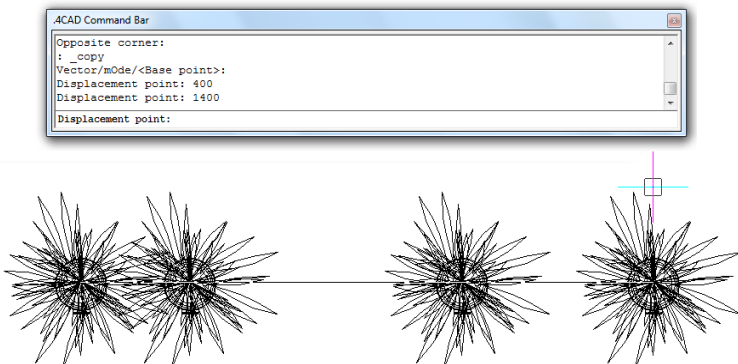 .4CAD Command Bar
Opposite corner:
: _copy
Vector/mOde/<Base point>:
Displacement point: 400
Displacement point: 1400
Displacement point: